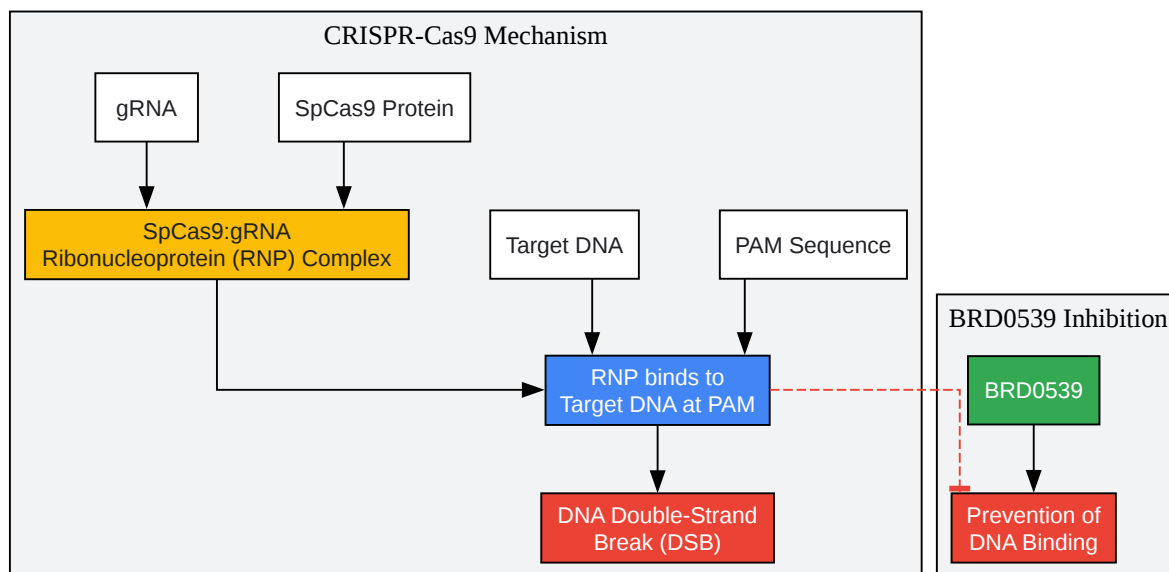 CRISPR-Cas9 Mechanism
gRNA
SpCas9 Protein
SpCas9:gRNA
Ribonucleoprotein (RNP) Complex
Target DNA
PAM Sequence
RNP binds to
Target DNA at PAM
DNA Double-Strand
Break (DSB)
BRD0539 Inhibition
BRD0539
Prevention of
DNA Binding